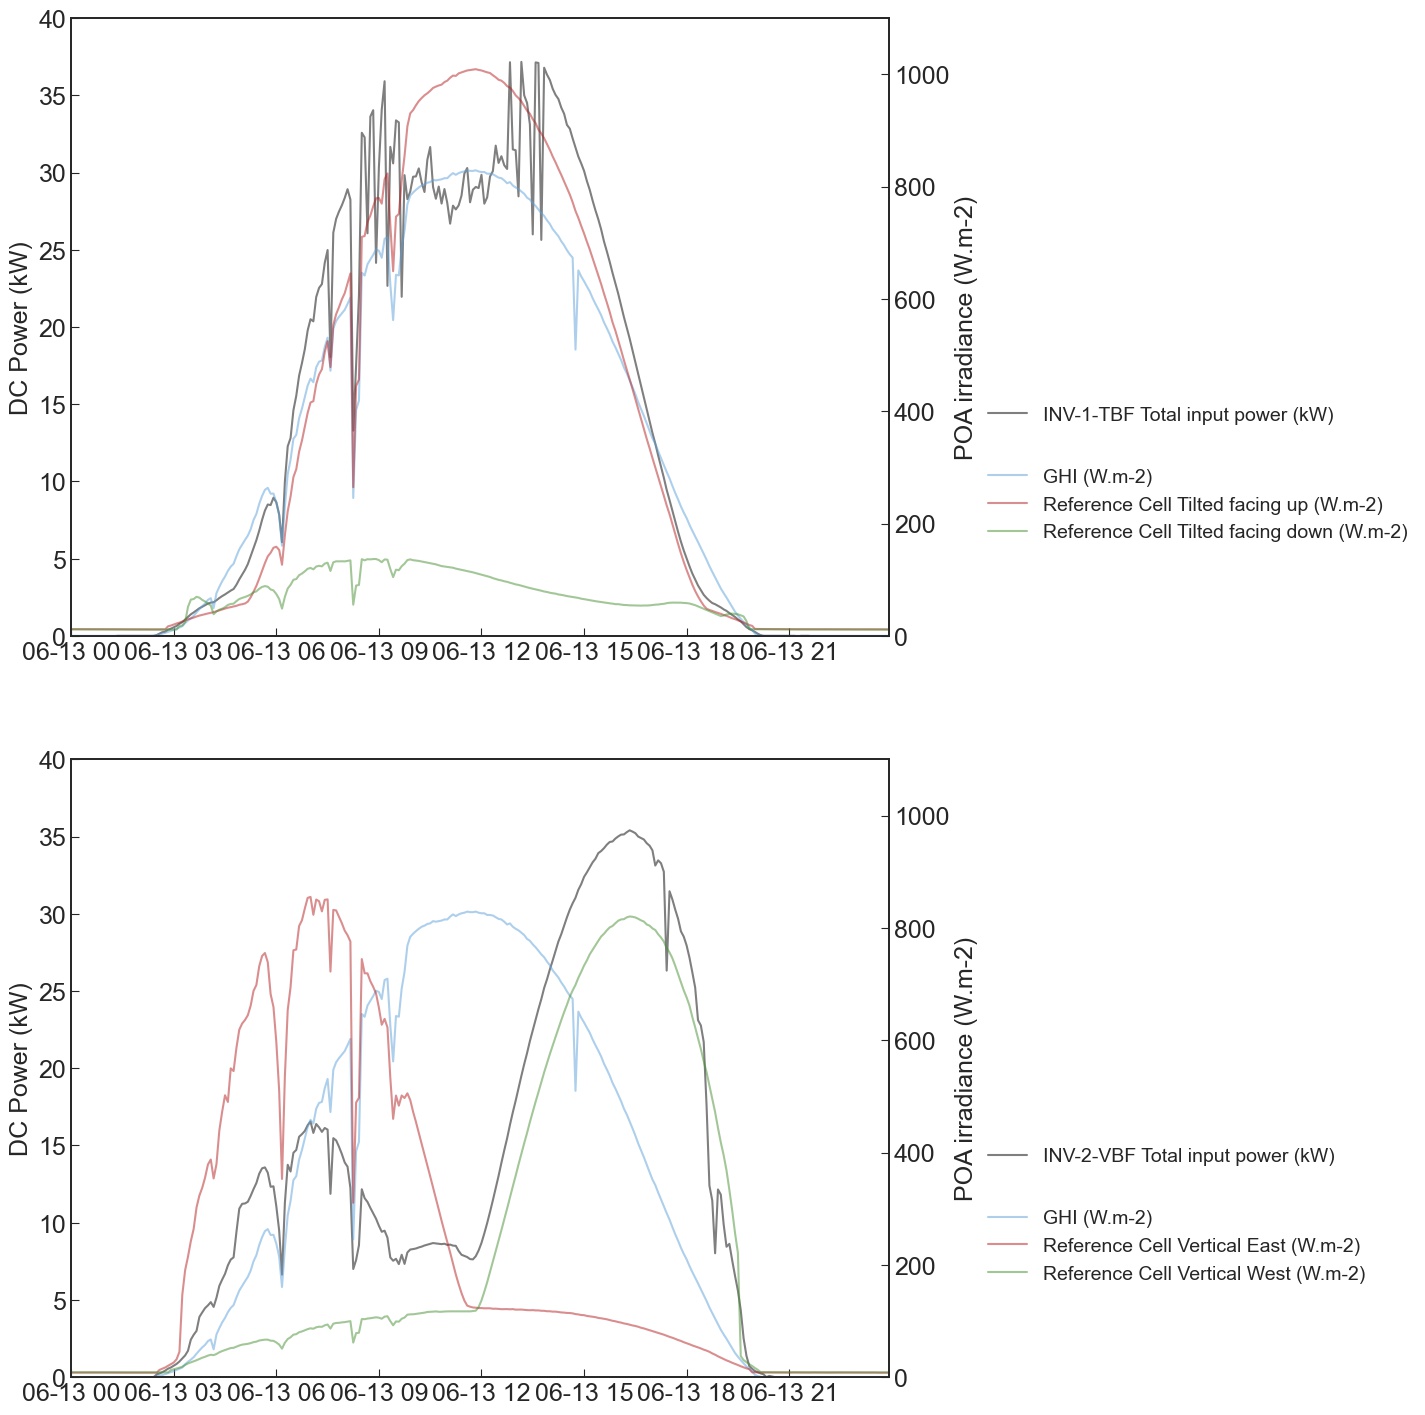 40
35
30
25
20
15
10
5
0
DC Power (kW)
1000
800
600
400
200
0
POA irradiance (W.m-2)
06-13 00 06-13 03 06-13 06 06-13 09 06-13 12 06-13 15 06-13 18 06-13 21
INV-1-TBF Total input power (kW)
GHI (W.m-2)
Reference Cell Tilted facing up (W.m-2)
Reference Cell Tilted facing down (W.m-2)
40
35
30
25
20
15
10
5
0
DC Power (kW)
1000
800
600
400
200
0
POA irradiance (W.m-2)
06-13 00 06-13 03 06-13 06 06-13 09 06-13 12 06-13 15 06-13 18 06-13 21
INV-2-VBF Total input power (kW)
GHI (W.m-2)
Reference Cell Vertical East (W.m-2)
Reference Cell Vertical West (W.m-2)